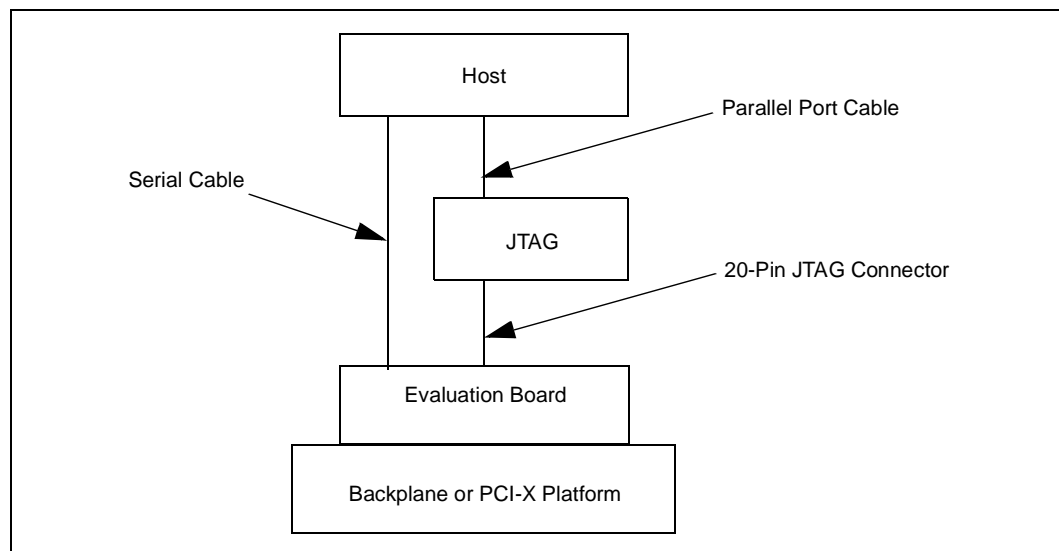 Host
Parallel Port Cable
Serial Cable
JTAG
20-Pin JTAG Connector
Evaluation Board
Backplane or PCI-X Platform